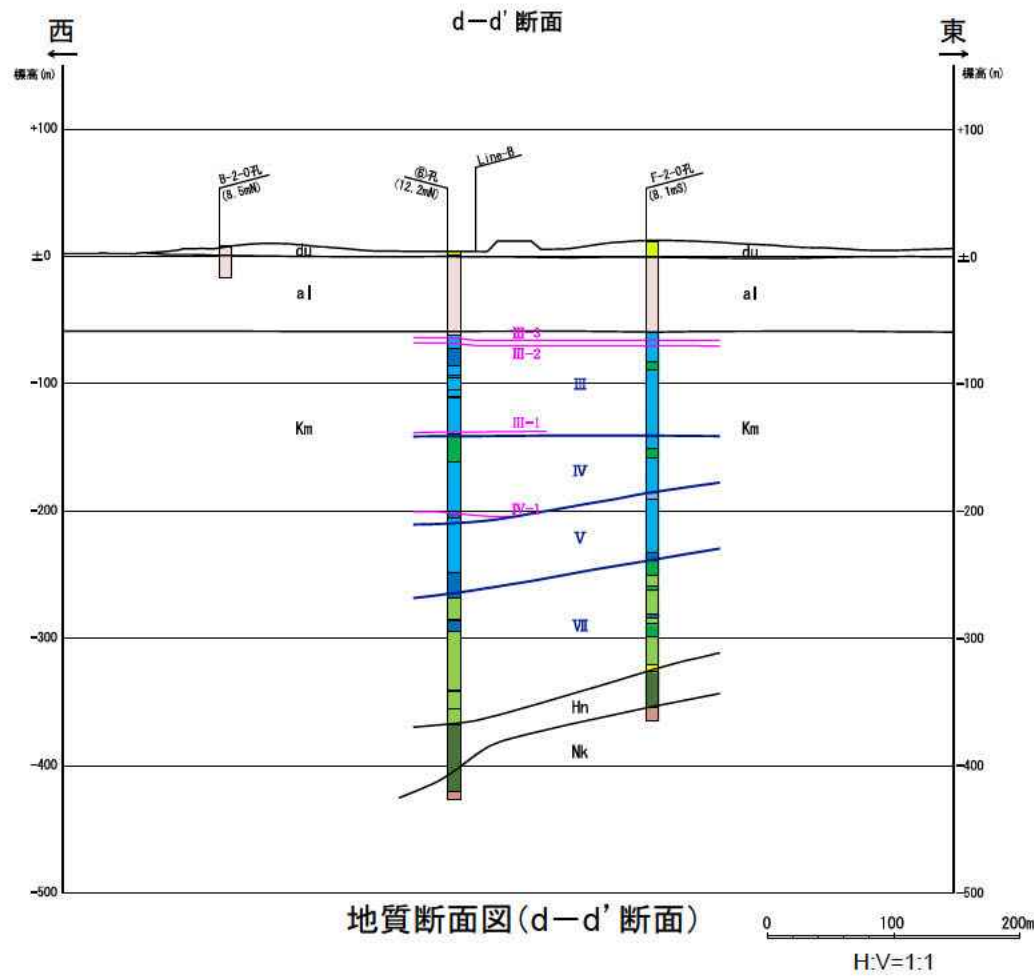 d－d'断面
西
東
標高(m)
標高(m)
+100
+100
B-2-0孔
(8.5mN)
⑥孔
(12.2mN)
Line-B
F-2-0孔
(8.1mS)
du
du
±0
±0
al
al
Ⅲ-3
Ⅲ-2
-100
Ⅲ
-100
Km
Ⅲ-1
Km
Ⅳ
-200
Ⅳ-1
-200
Ⅴ
-300
Ⅶ
-300
Hn
Nk
-400
-400
-500
-500
地質断面図(d－d'断面)
0
100
200m
H:V=1:1